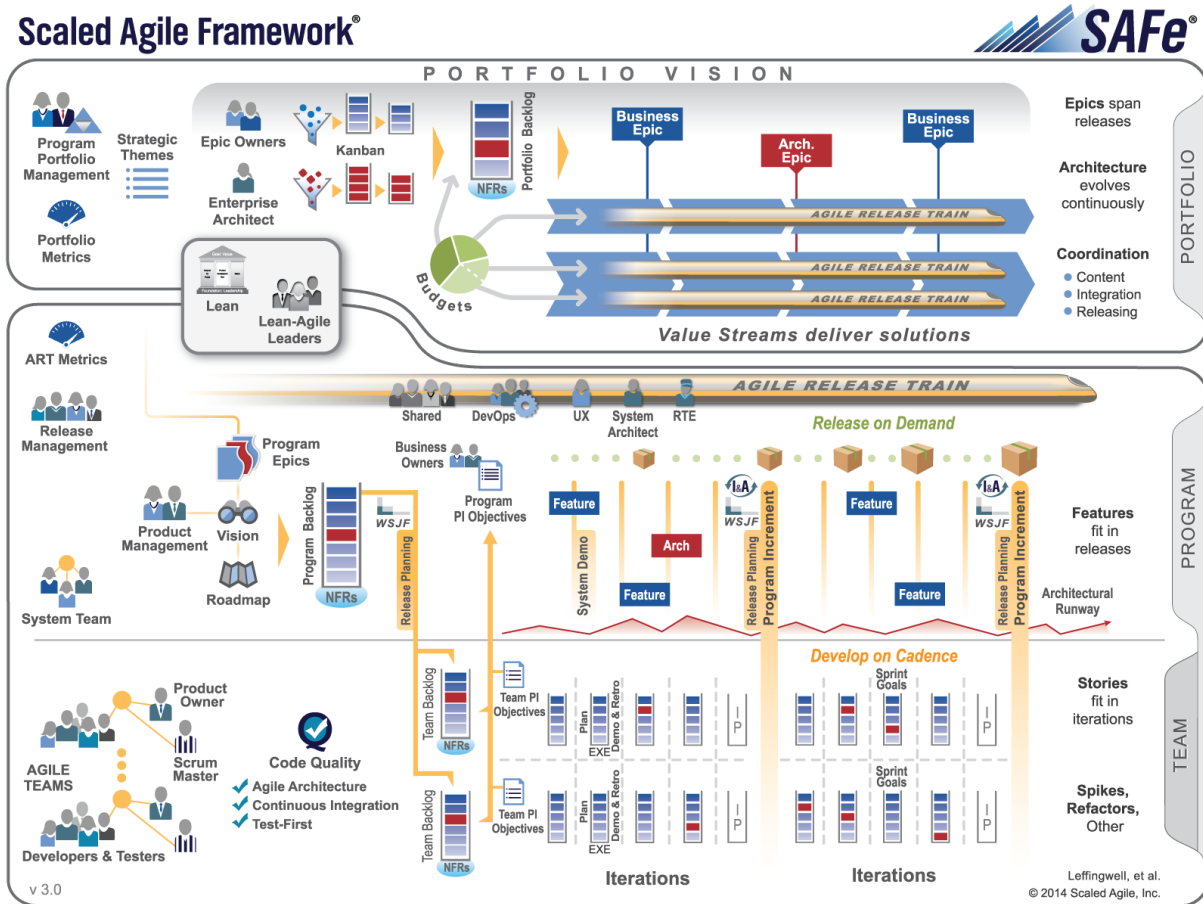 Scaled Agile Framework®
SAFe®
PORTFOLIO VISION
Program
Portfolio
Management
Strategic
Themes
Portfolio
Metrics
Epic Owners
Kanban
Enterprise
Architect
Portfolio Backlog
NFRs
Budgets
Business
Epic
Arch.
Epic
Business
Epic
AGILE RELEASE TRAIN
AGILE RELEASE TRAIN
AGILE RELEASE TRAIN
Value Streams deliver solutions
Epics span
releases
Architecture
evolves
continuously
Coordination
Content
Integration
Releasing
PORTFOLIO
Lean
Lean-Agile
Leaders
ART Metrics
Release
Management
Program
Epics
Product
Management
Vision
Roadmap
System Team
AGILE RELEASE TRAIN
Shared
DevOps
UX
System
Architect
RTE
Release on Demand
Business
Owners
Program
PI Objectives
Program Backlog
NFRs
WSJF
Release Planning
Feature
System Demo
Feature
Arch
I&A
WSJF
Release Planning
Program Increment
Feature
Feature
I&A
WSJF
Release Planning
Program Increment
Features
fit in
releases
Architectural
Runway
PROGRAM
Develop on Cadence
Product
Owner
Scrum
Master
AGILE
TEAMS
Developers & Testers
Code Quality
Agile Architecture
Continuous Integration
Test-First
Team Backlog
NFRs
Team PI
Objectives
Plan
EXE
Demo & Retro
I
P
Sprint
Goals
I
P
Stories
fit in
iterations
Team Backlog
NFRs
Team PI
Objectives
Plan
EXE
Demo & Retro
I
P
Sprint
Goals
I
P
Spikes,
Refactors,
Other
TEAM
Iterations
Iterations
v 3.0
Leffingwell, et al.
© 2014 Scaled Agile, Inc.